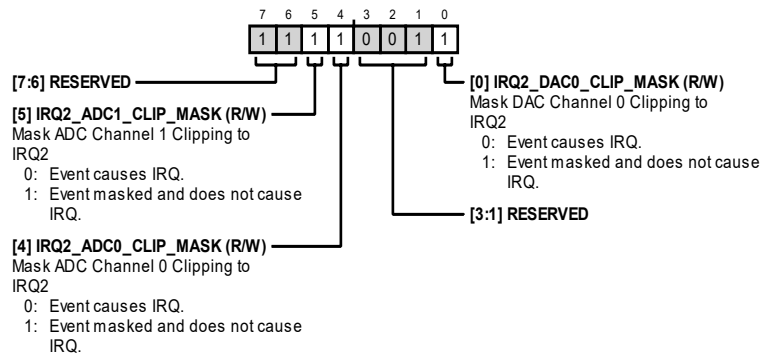 7 6 5 4 3 2 1 0
1 1 1 1 0 0 1 1
[7:6] RESERVED
[5] IRQ2_ADC1_CLIP_MASK (R/W)
Mask ADC Channel 1 Clipping to
IRQ2
0: Event causes IRQ.
1: Event masked and does not cause
IRQ.
[4] IRQ2_ADC0_CLIP_MASK (R/W)
Mask ADC Channel 0 Clipping to
IRQ2
0: Event causes IRQ.
1: Event masked and does not cause
IRQ.
[0] IRQ2_DAC0_CLIP_MASK (R/W)
Mask DAC Channel 0 Clipping to
IRQ2
0: Event causes IRQ.
1: Event masked and does not cause
IRQ.
[3:1] RESERVED